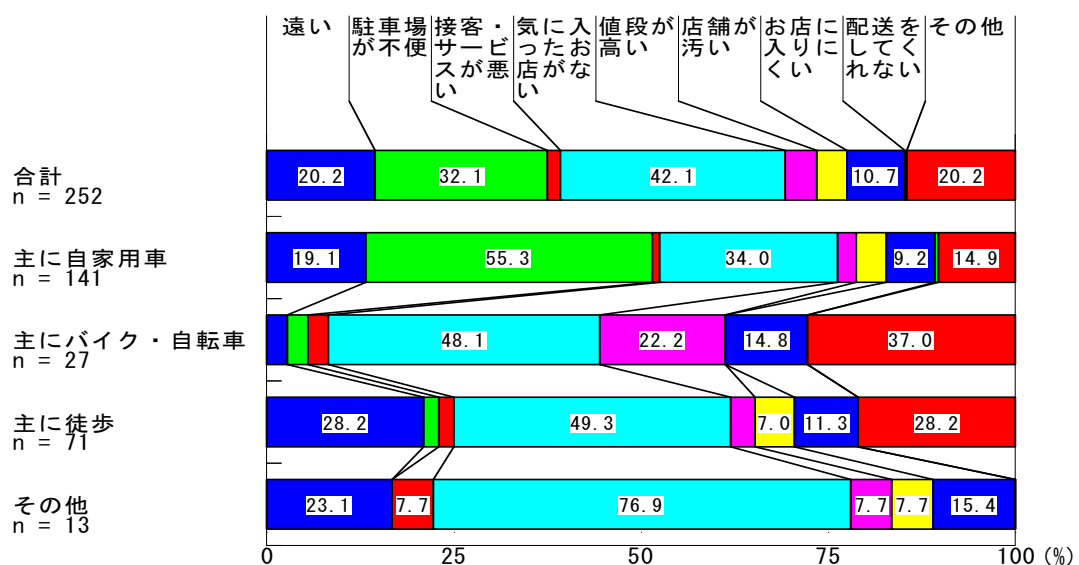 遠い
駐車場が不便
接客・サービスが悪い
気に入ったお店がない
値段が高い
店舗が汚い
お店に入りにくい
配送をしてくれない
その他
合計
n = 252
20.2 32.1 42.1 10.7 20.2
主に自家用車
n = 141
19.1 55.3 34.0 9.2 14.9
主にバイク・自転車
n = 27
48.1 22.2 14.8 37.0
主に徒歩
n = 71
28.2 49.3 7.0 11.3 28.2
その他
n = 13
23.1 7.7 76.9 7.7 7.7 15.4
0 25 50 75 100 (%)